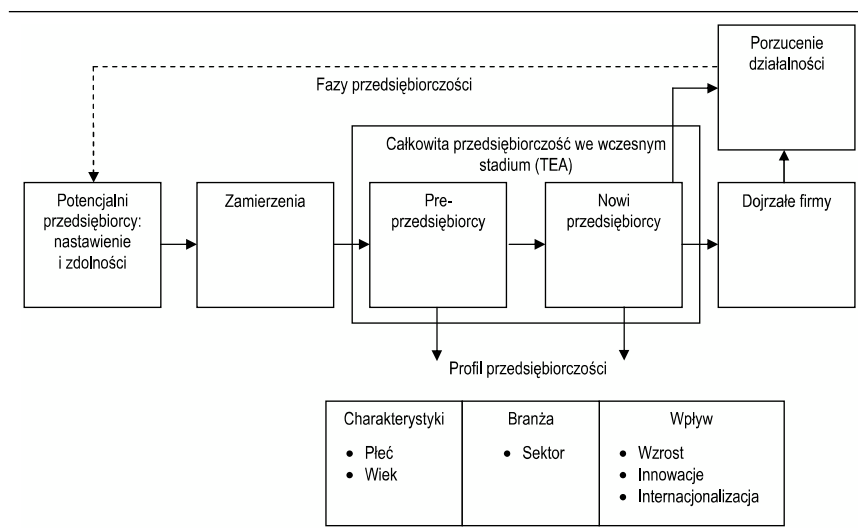 Porzucenie
działalności
Fazy przedsiębiorczości
Całkowita przedsiębiorczość we wczesnym
stadium (TEA)
Potencjalni
przedsiębiorcy:
nastawienie
i zdolności
Zamierzenia
Pre-
przedsiębiorcy
Nowi
przedsiębiorcy
Dojrzałe firmy
Profil przedsiębiorczości
Charakterystyki
• Płeć
• Wiek
Branża
• Sektor
Wpływ
• Wzrost
• Innowacje
• Internacjonalizacja